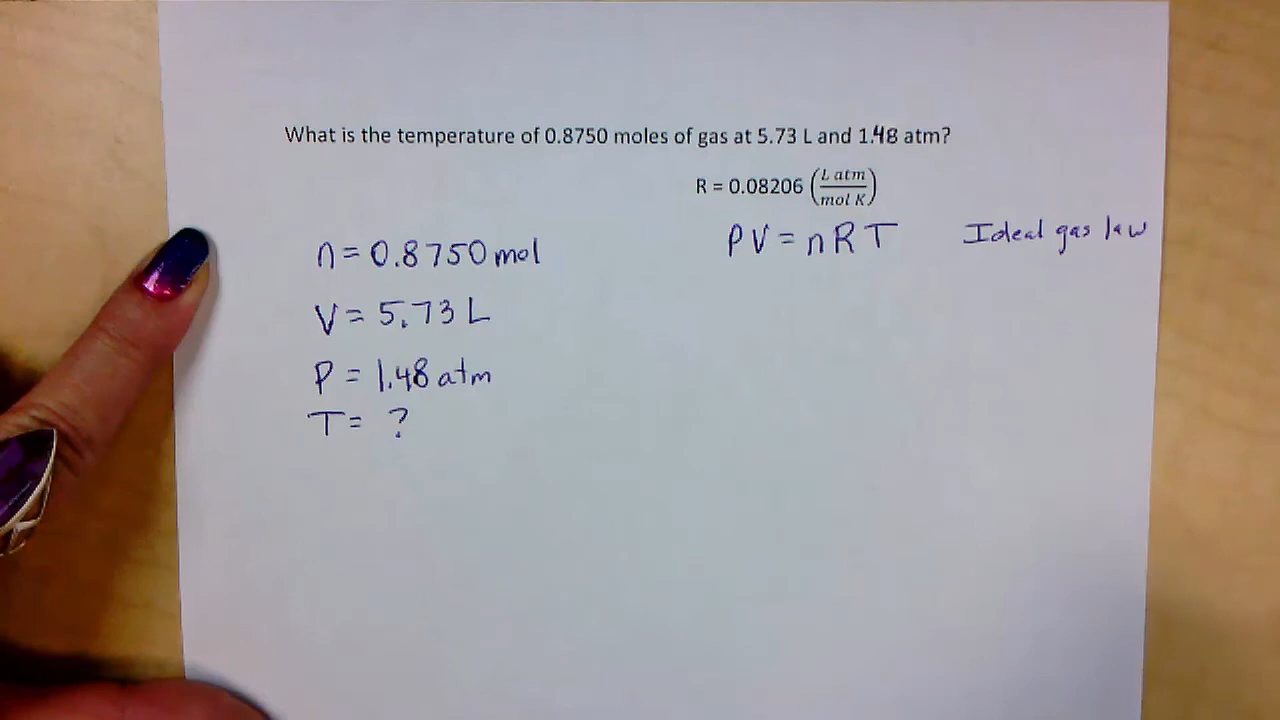 What is the temperature of 0.8750 moles of gas at 5.73 L and 1.48 atm?
R = 0.08206 (L atm / mol K)
PV = nRT Ideal gas law
n = 0.8750 mol
V = 5.73 L
P = 1.48 atm
T = ?